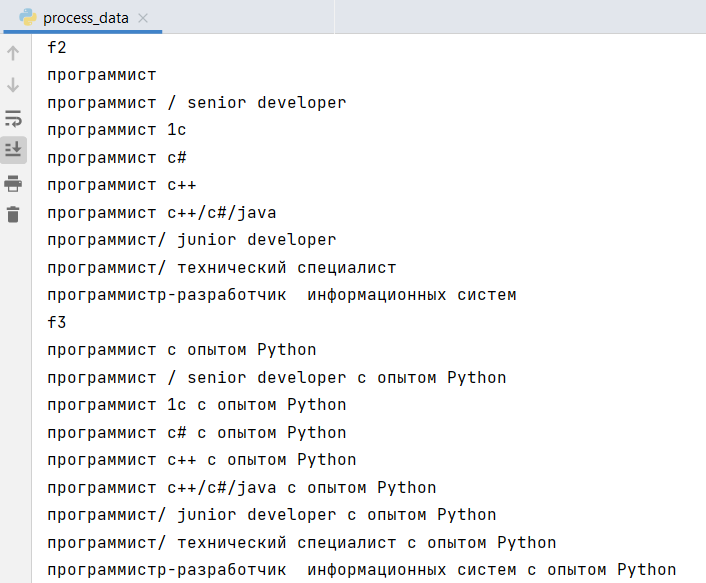 process_data
f2
программист
программист / senior developer
программист 1с
программист c#
программист c++
программист c++/c#/java
программист/ junior developer
программист/ технический специалист
программистр-разработчик  информационных систем
f3
программист с опытом Python
программист / senior developer с опытом Python
программист 1с с опытом Python
программист c# с опытом Python
программист c++ с опытом Python
программист c++/c#/java с опытом Python
программист/ junior developer с опытом Python
программист/ технический специалист с опытом Python
программистр-разработчик  информационных систем с опытом Python